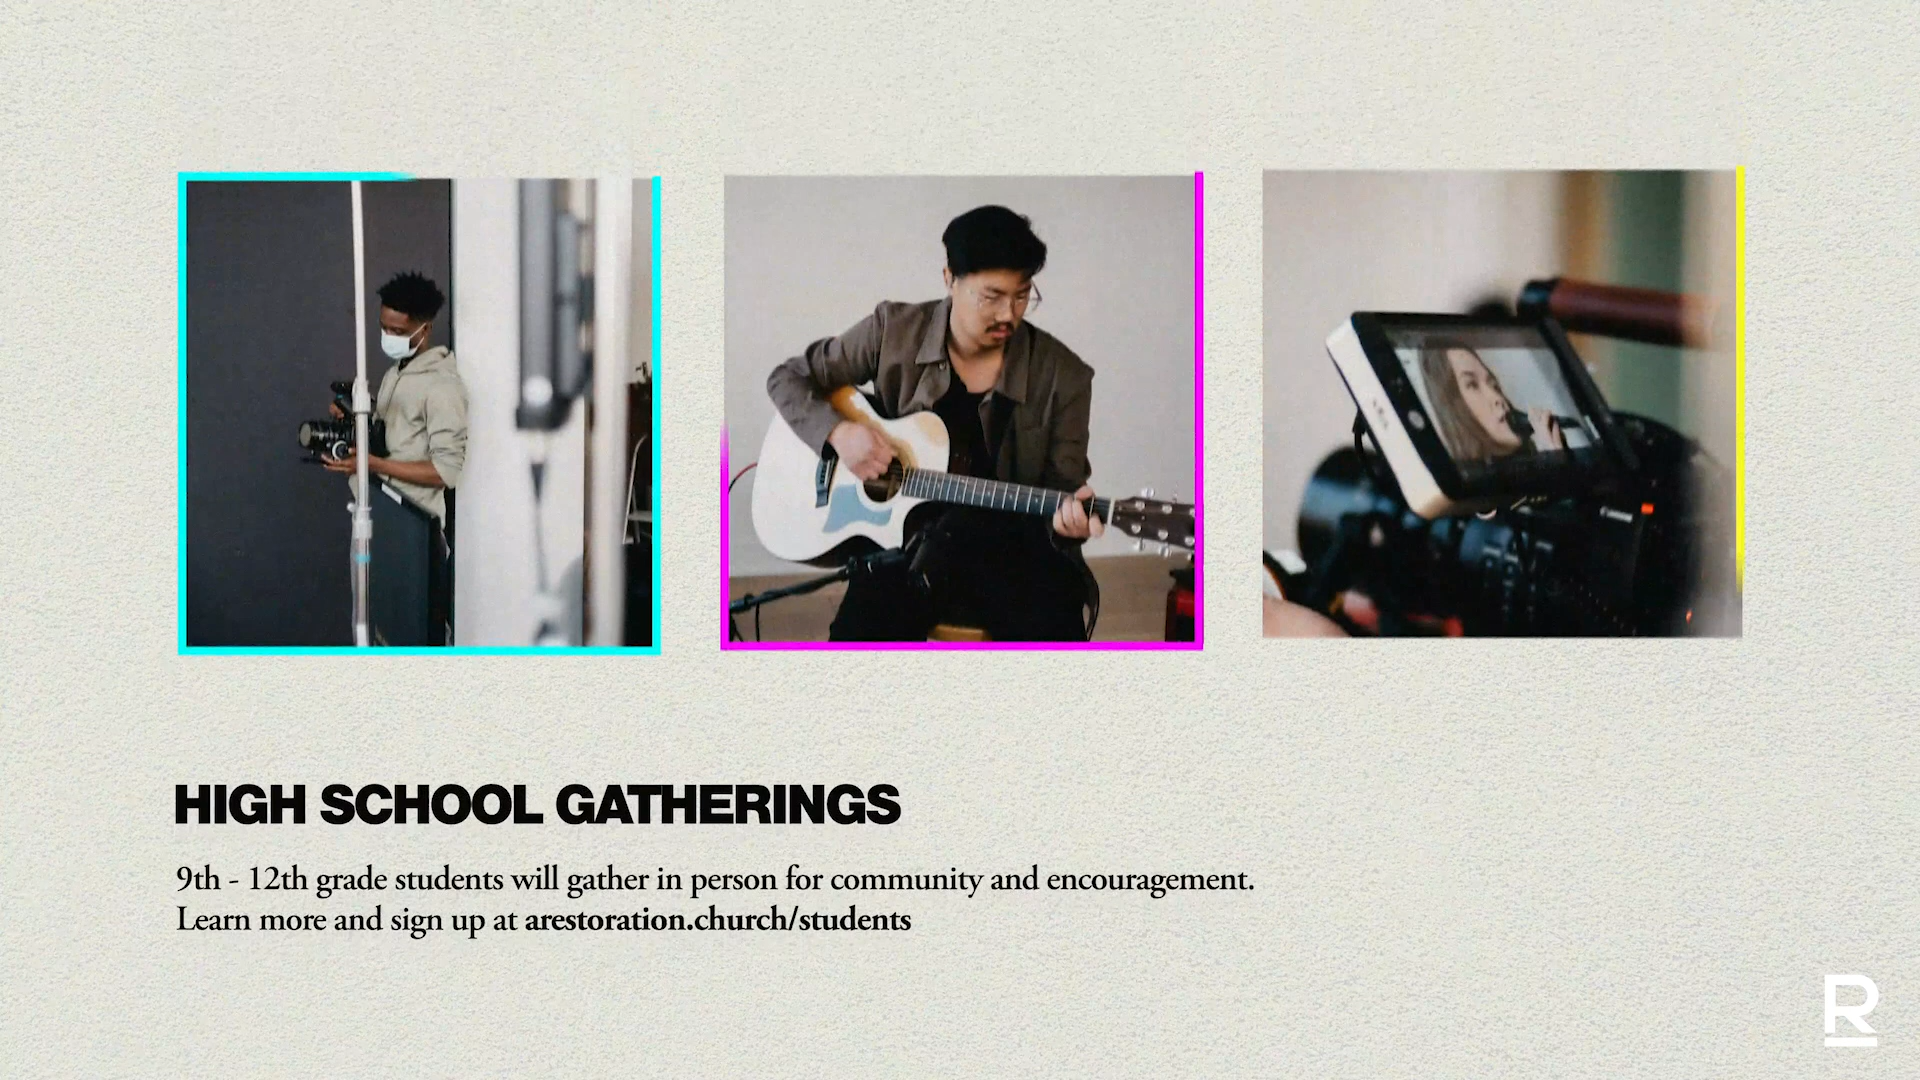 HIGH SCHOOL GATHERINGS
9th - 12th grade students will gather in person for community and encouragement.
Learn more and sign up at arestoration.church/students
R